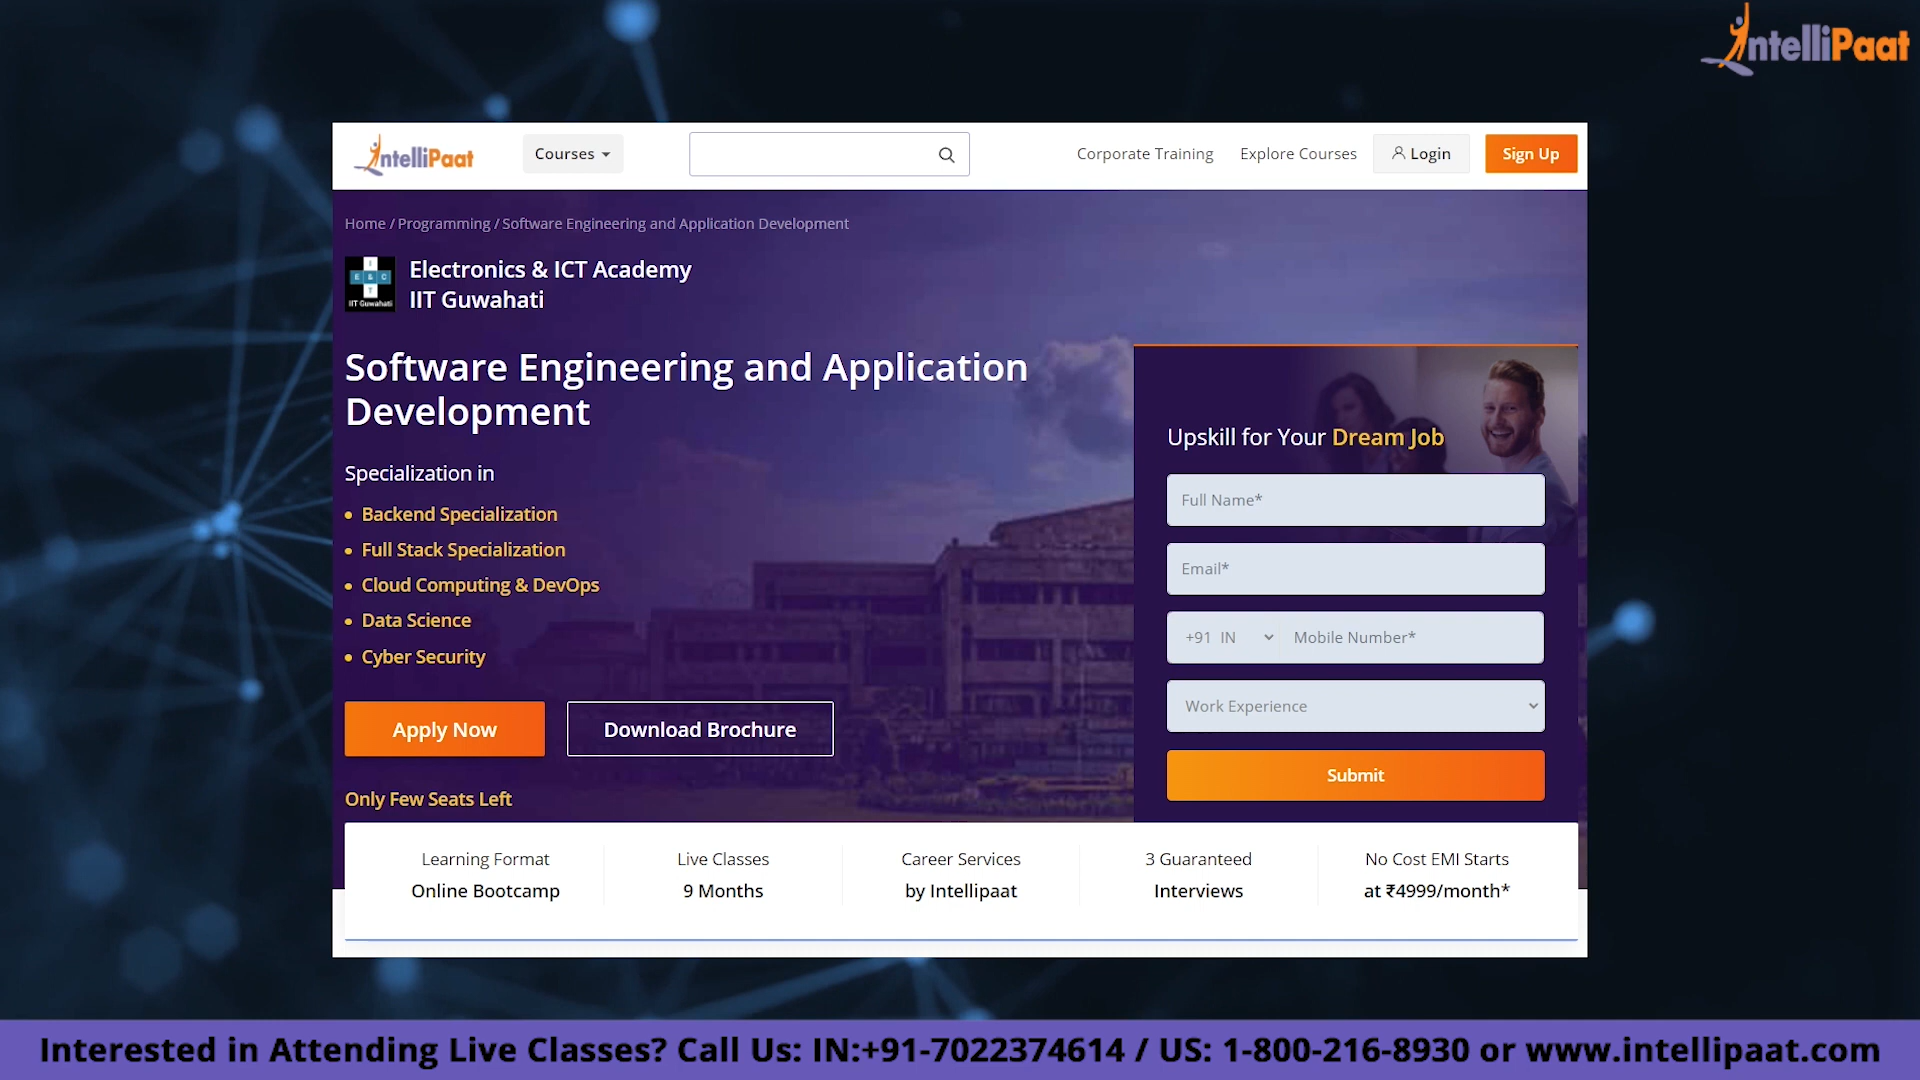 IntelliPaat
IntelliPaat
Courses
Corporate Training
Explore Courses
Login
Sign Up
Home / Programming / Software Engineering and Application Development
I
E & C
T
IIT Guwahati
Electronics & ICT Academy
IIT Guwahati
Software Engineering and Application
Development
Specialization in
Backend Specialization
Full Stack Specialization
Cloud Computing & DevOps
Data Science
Cyber Security
Apply Now
Download Brochure
Only Few Seats Left
Upskill for Your Dream Job
Full Name*
Email*
+91 IN
Mobile Number*
Work Experience
Submit
Learning Format
Online Bootcamp
Live Classes
9 Months
Career Services
by Intellipaat
3 Guaranteed
Interviews
No Cost EMI Starts
at ₹4999/month*
Interested in Attending Live Classes? Call Us: IN:+91-7022374614 / US: 1-800-216-8930 or www.intellipaat.com